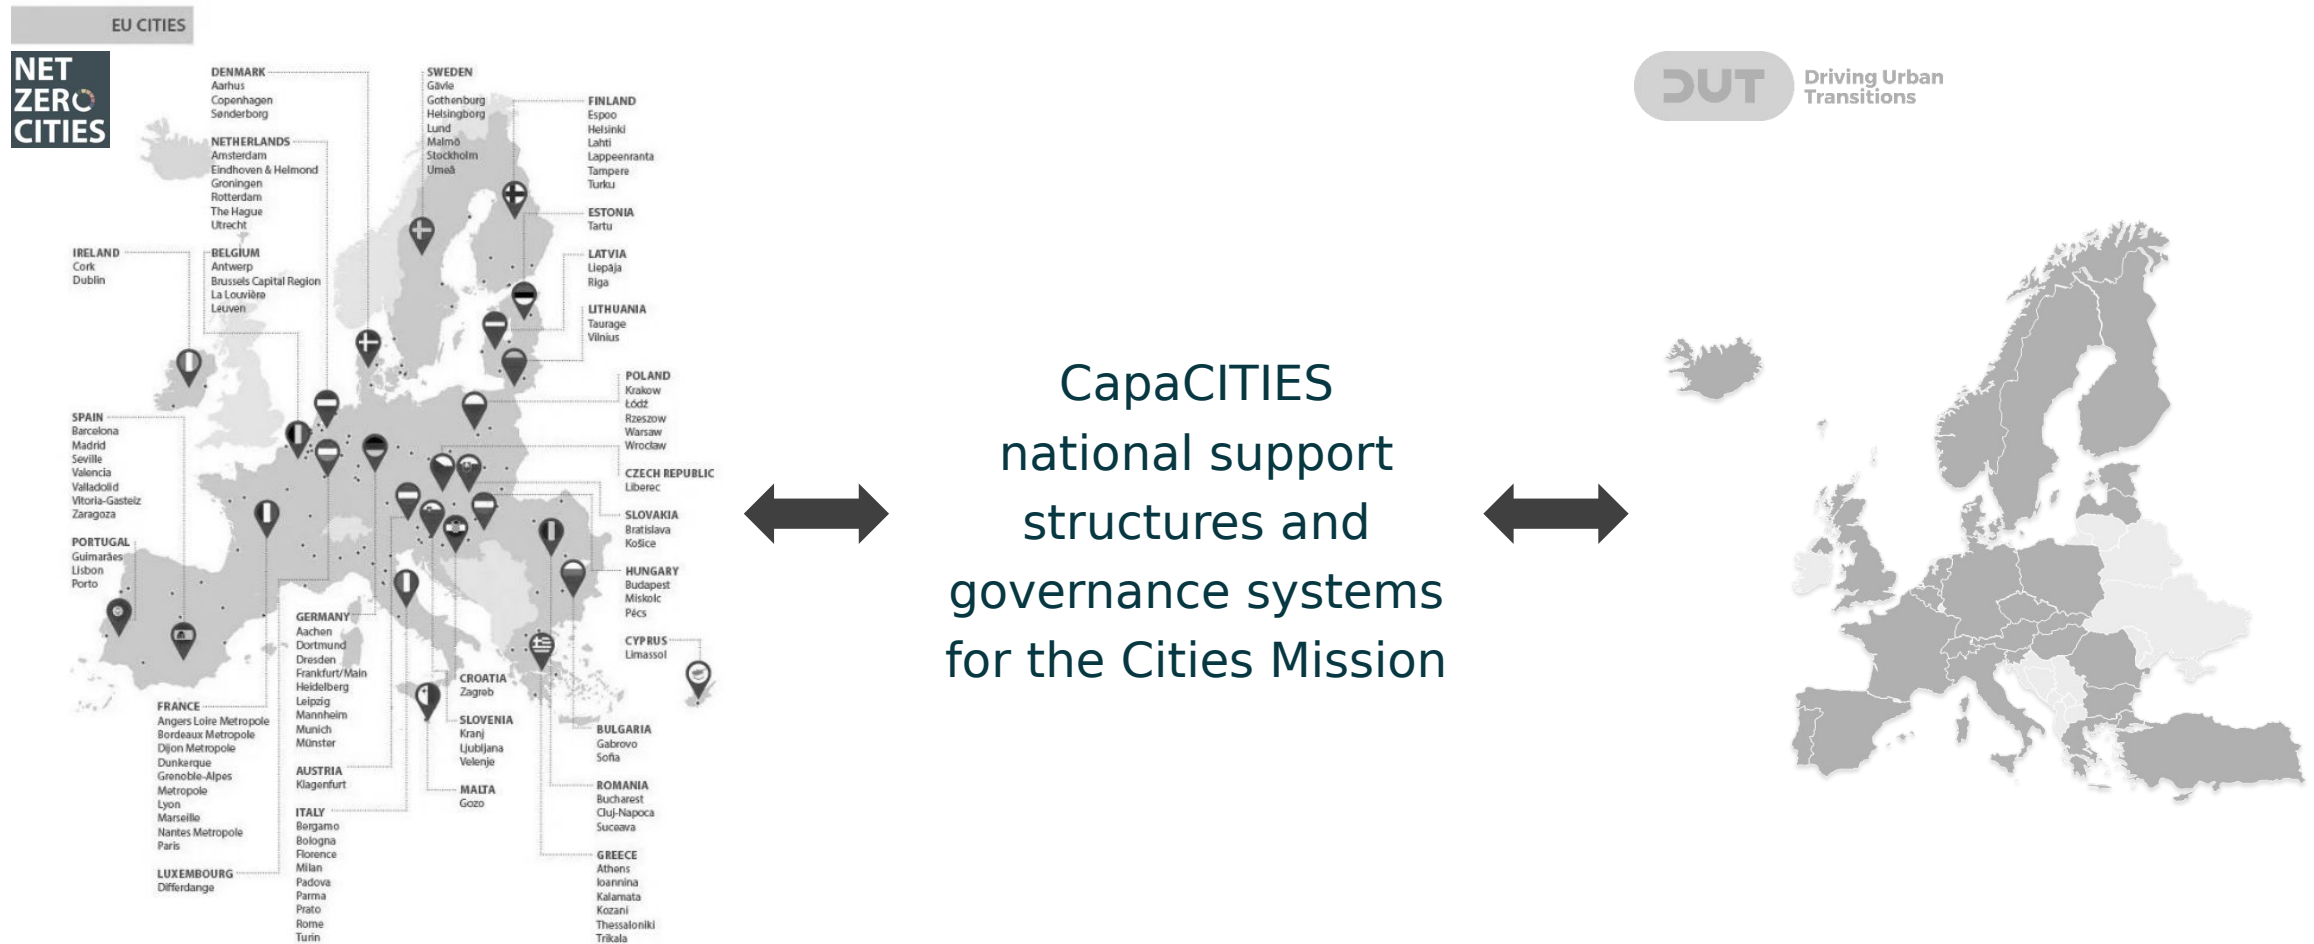 EU CITIES
NET
ZERO
CITIES
DENMARK
Aarhus
Copenhagen
Sønderborg
NETHERLANDS
Amsterdam
Eindhoven & Helmond
Groningen
Rotterdam
The Hague
Utrecht
IRELAND
Cork
Dublin
BELGIUM
Antwerp
Brussels Capital Region
La Louvière
Leuven
SWEDEN
Gävle
Gothenburg
Helsingborg
Lund
Malmö
Stockholm
Umeå
FINLAND
Espoo
Helsinki
Lahti
Lappeenranta
Tampere
Turku
ESTONIA
Tartu
LATVIA
Liepāja
Riga
LITHUANIA
Taurage
Vilnius
POLAND
Krakow
Łódź
Rzeszow
Warsaw
Wrocław
CZECH REPUBLIC
Liberec
SLOVAKIA
Bratislava
Košice
HUNGARY
Budapest
Miskolc
Pécs
CYPRUS
Limassol
SPAIN
Barcelona
Madrid
Seville
Valencia
Valladolid
Vitoria-Gasteiz
Zaragoza
PORTUGAL
Guimarães
Lisbon
Porto
FRANCE
Angers Loire Metropole
Bordeaux Metropole
Dijon Metropole
Dunkerque
Grenoble-Alpes
Metropole
Lyon
Marseille
Nantes Metropole
Paris
LUXEMBOURG
Differdange
GERMANY
Aachen
Dortmund
Dresden
Frankfurt/Main
Heidelberg
Leipzig
Mannheim
Munich
Münster
AUSTRIA
Klagenfurt
ITALY
Bergamo
Bologna
Florence
Milan
Padova
Parma
Prato
Rome
Turin
CROATIA
Zagreb
SLOVENIA
Kranj
Ljubljana
Velenje
MALTA
Gozo
BULGARIA
Gabrovo
Sofia
ROMANIA
Bucharest
Cluj-Napoca
Suceava
GREECE
Athens
Ioannina
Kalamata
Kozani
Thessaloniki
Trikala
CapaCITIES
national support
structures and
governance systems
for the Cities Mission
DUT
Driving Urban
Transitions